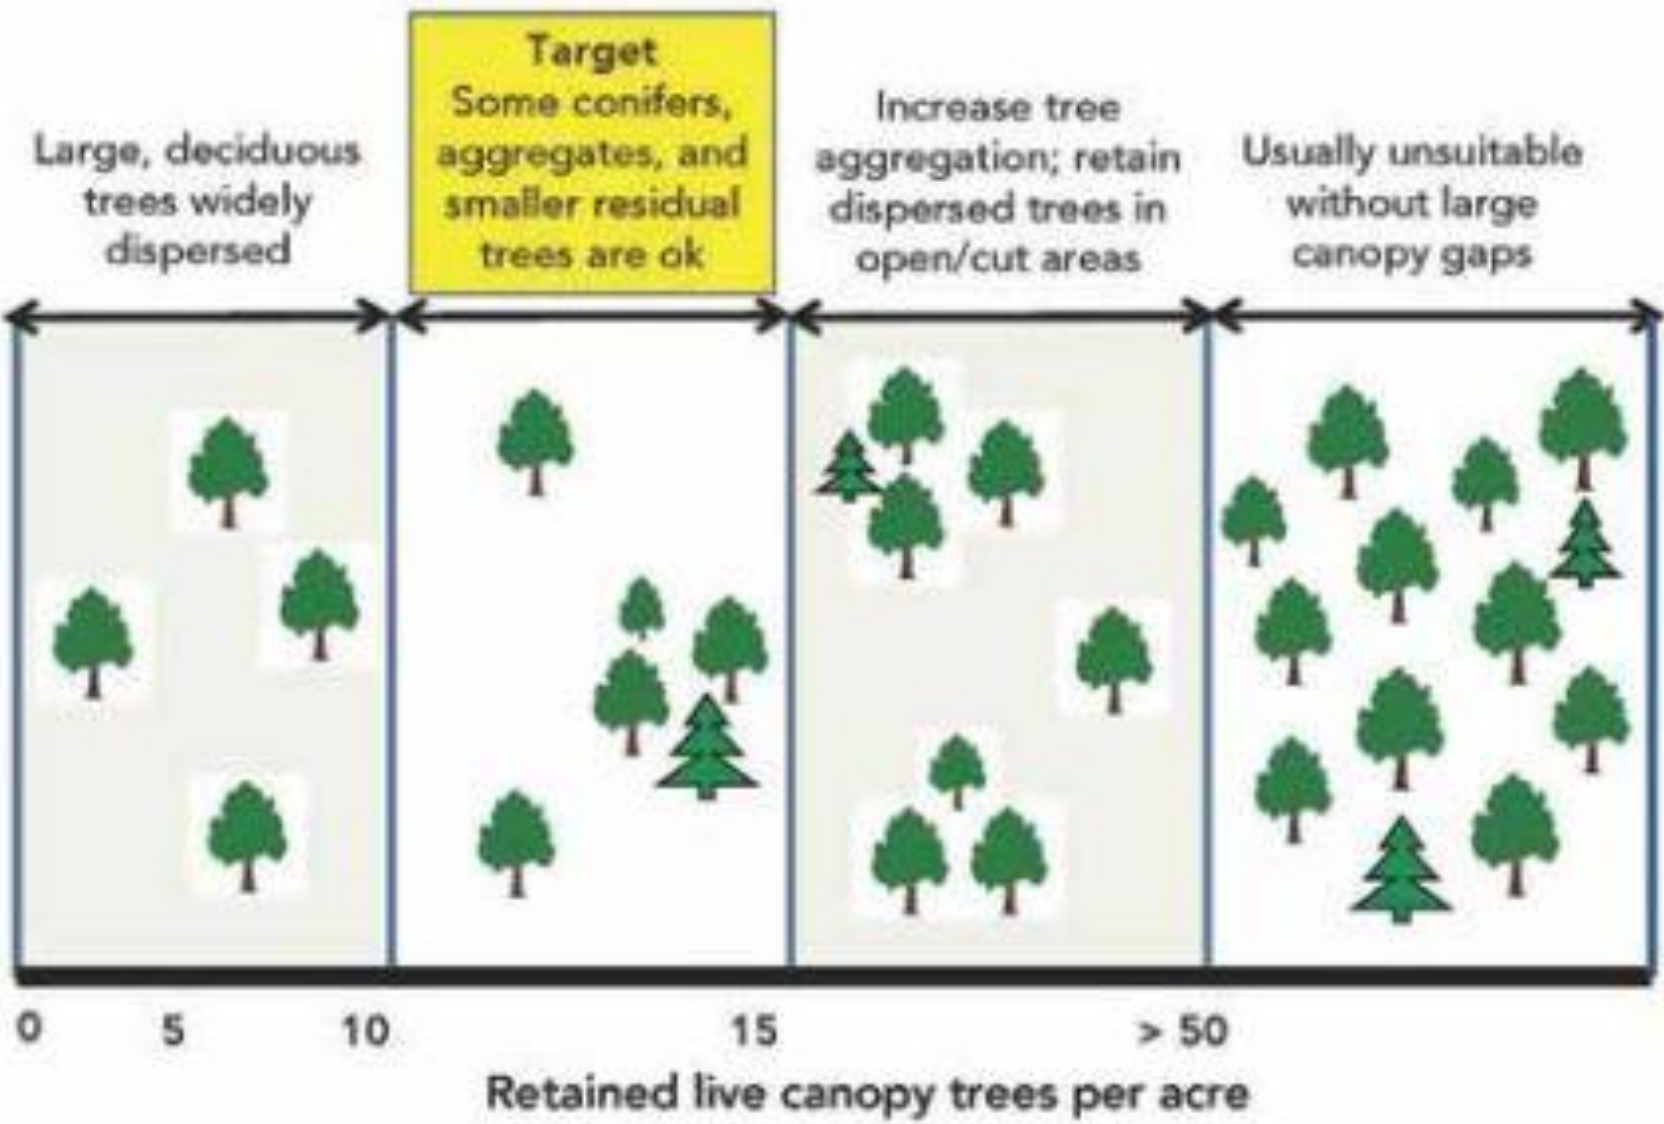 Large, deciduous
trees widely
dispersed
Target
Some conifers,
aggregates, and
smaller residual
trees are ok
Increase tree
aggregation; retain
dispersed trees in
open/cut areas
Usually unsuitable
without large
canopy gaps
0 5 10 15 > 50
Retained live canopy trees per acre